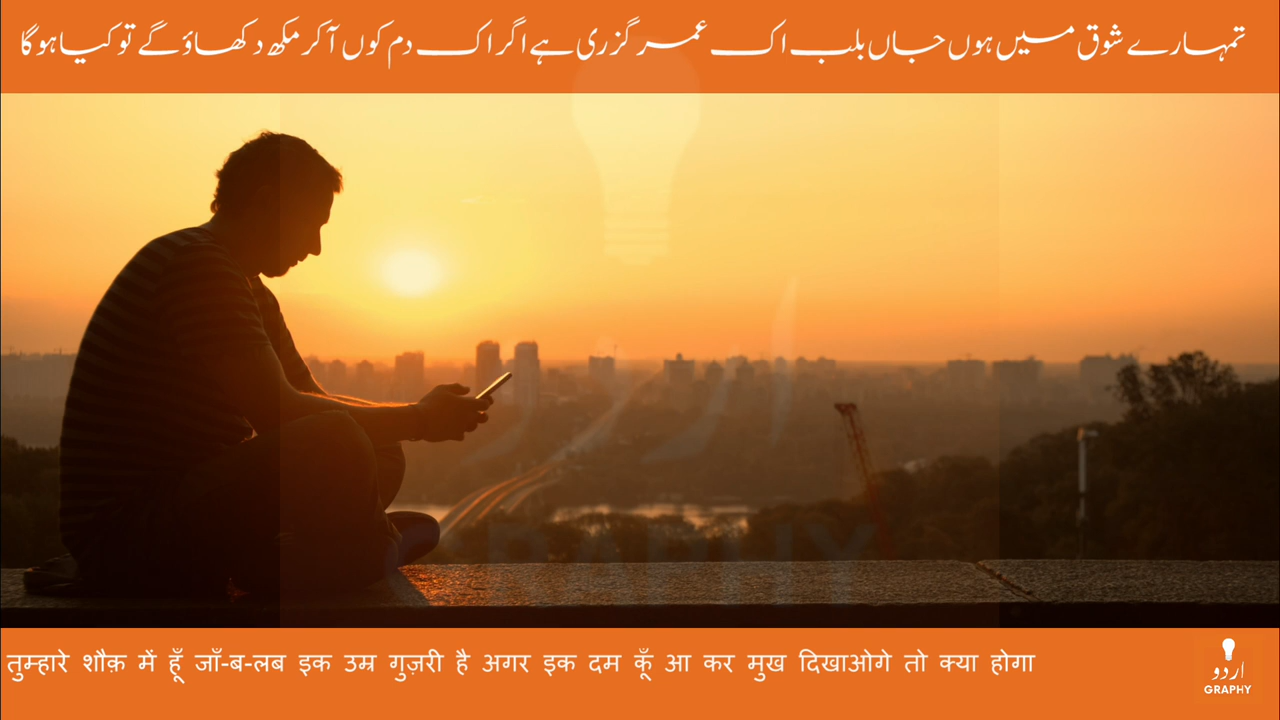 تمہارے شوق میں ہوں جاں بلب اک عمر گزری ہے اگر اک دم کوں آ کر مکھ دکھاؤ گے تو کیا ہوگا
तुम्हारे शौक़ में हूँ जाँ-ब-लब इक उम्र गुज़री है अगर इक दम कूँ आ कर मुख दिखाओगे तो क्या होगा
اردو
GRAPHY